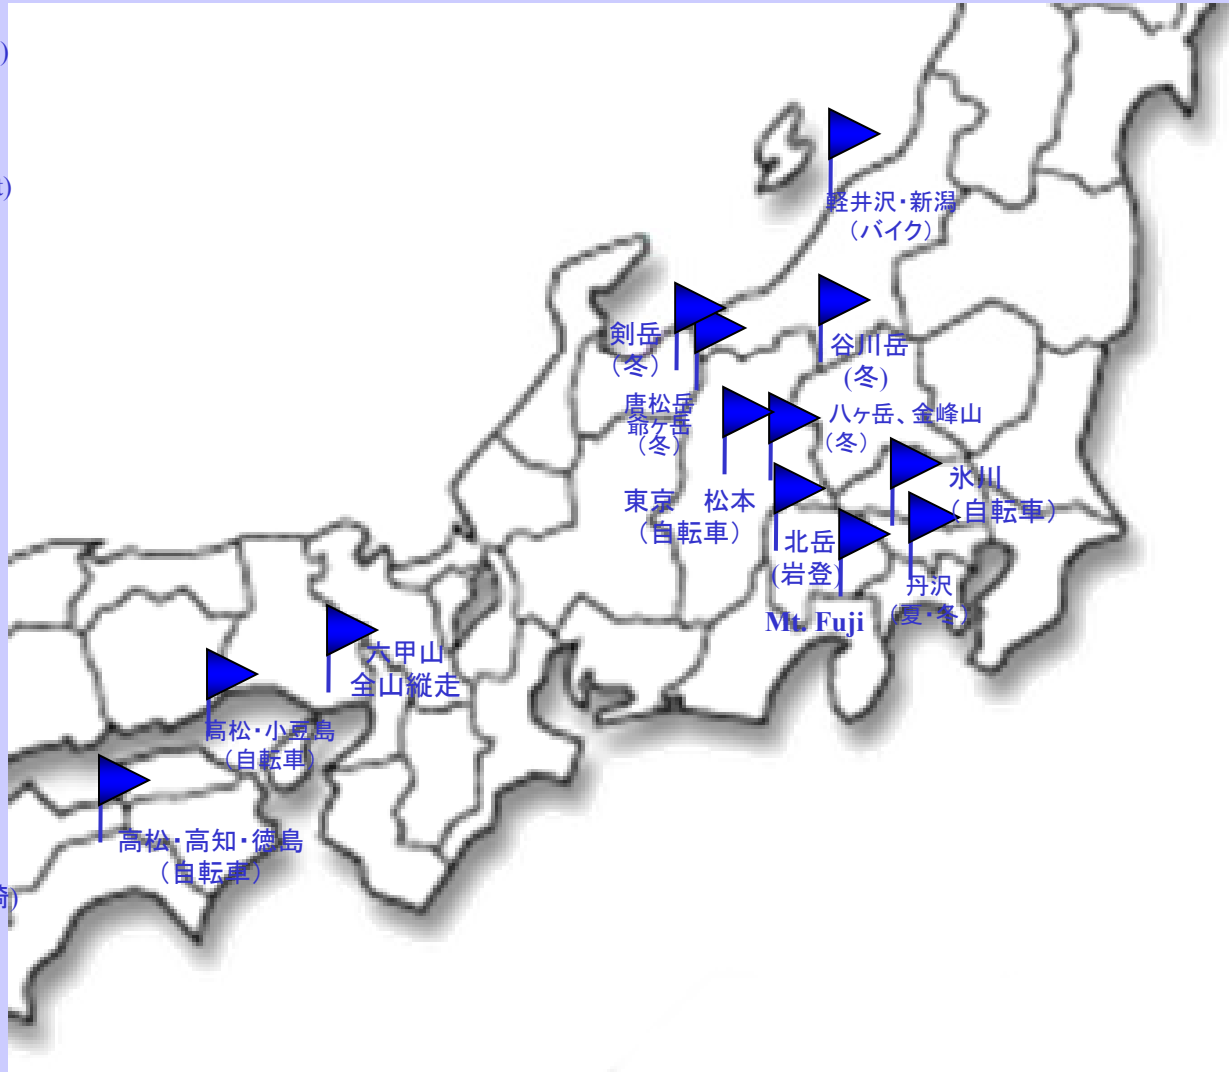 )
t)
軽井沢・新潟
（バイク）
剣岳
（冬）
谷川岳
(冬)
唐松岳
爺ヶ岳
（冬）
八ヶ岳、金峰山
（冬）
氷川
（自転車）
東京　松本
（自転車）
北岳
(岩登)
丹沢
（夏・冬）
Mt. Fuji
六甲山
全山縦走
高松・小豆島
（自転車）
高松・高知・徳島
（自転車）
崎)